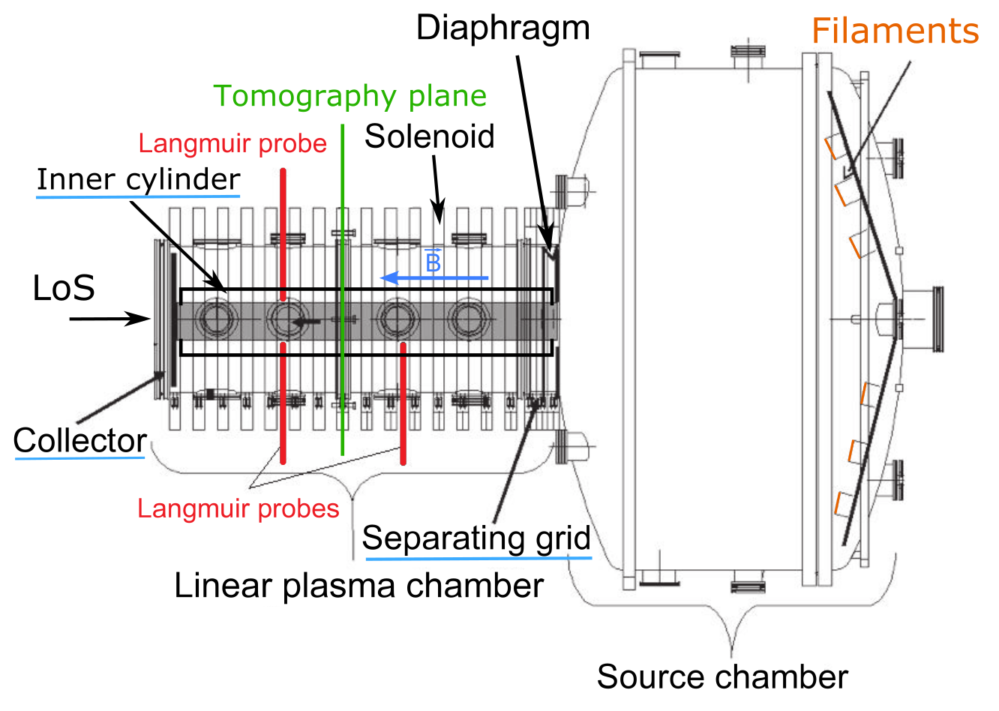 Diaphragm
Filaments
Tomography plane
Langmuir probe
Solenoid
Inner cylinder
B
LoS
Collector
Langmuir probes
Separating grid
Linear plasma chamber
Source chamber